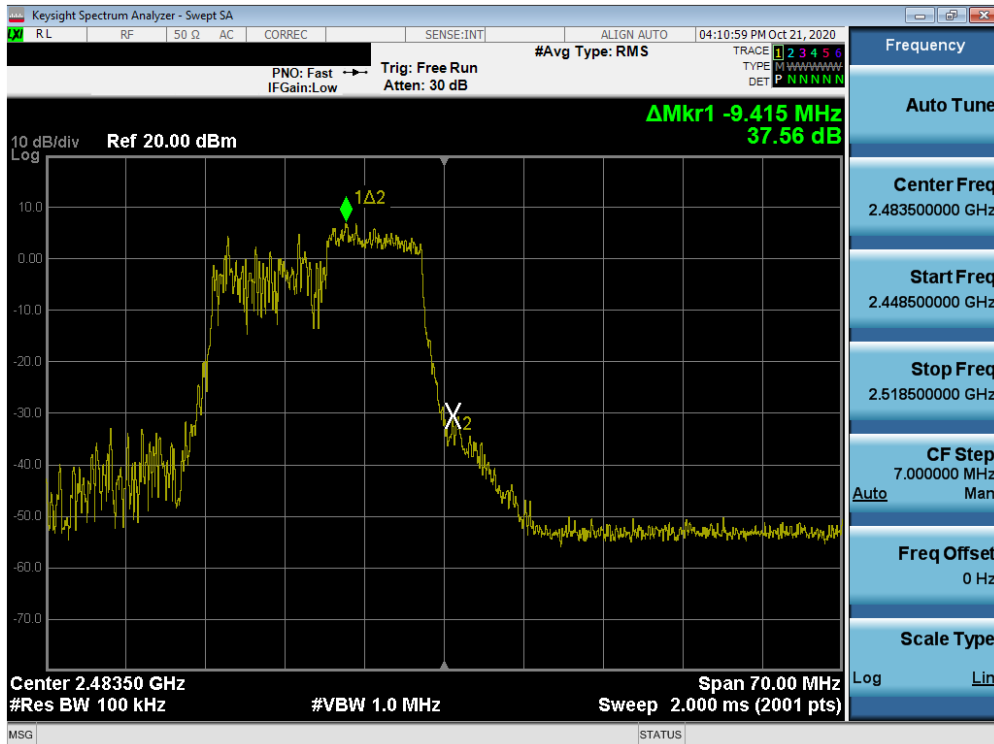 Keysight Spectrum Analyzer - Swept SA
LXI RL RF 50 Ω AC CORREC SENSE:INT ALIGN AUTO 04:10:59 PM Oct 21, 2020
Frequency
#Avg Type: RMS
TRACE 1 2 3 4 5 6
PNO: Fast Trig: Free Run
TYPE M W W W W W
IFGain:Low Atten: 30 dB
DET P N N N N N
Auto Tune
ΔMkr1 -9.415 MHz
37.56 dB
10 dB/div Ref 20.00 dBm
Log
1Δ2
10.0
0.00
-10.0
-20.0
-30.0
-40.0
-50.0
-60.0
-70.0
X2
Center Freq
2.483500000 GHz
Start Freq
2.448500000 GHz
Stop Freq
2.518500000 GHz
CF Step
7.000000 MHz
Auto Man
Freq Offset
0 Hz
Scale Type
Log Lin
Center 2.48350 GHz Span 70.00 MHz
#Res BW 100 kHz #VBW 1.0 MHz Sweep 2.000 ms (2001 pts)
MSG STATUS